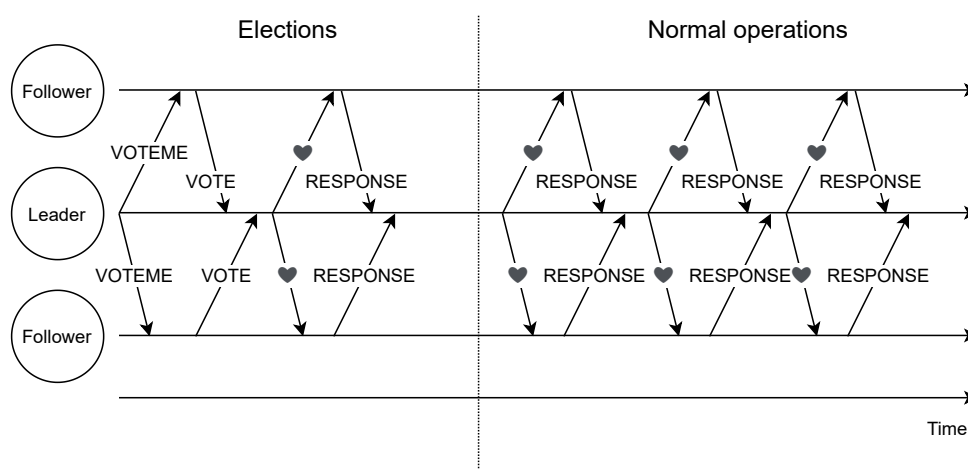 Elections
Normal operations
Follower
VOTEME
VOTE
RESPONSE
RESPONSE
RESPONSE
RESPONSE
Leader
VOTEME
VOTE
RESPONSE
RESPONSE
RESPONSE
RESPONSE
Follower
Time